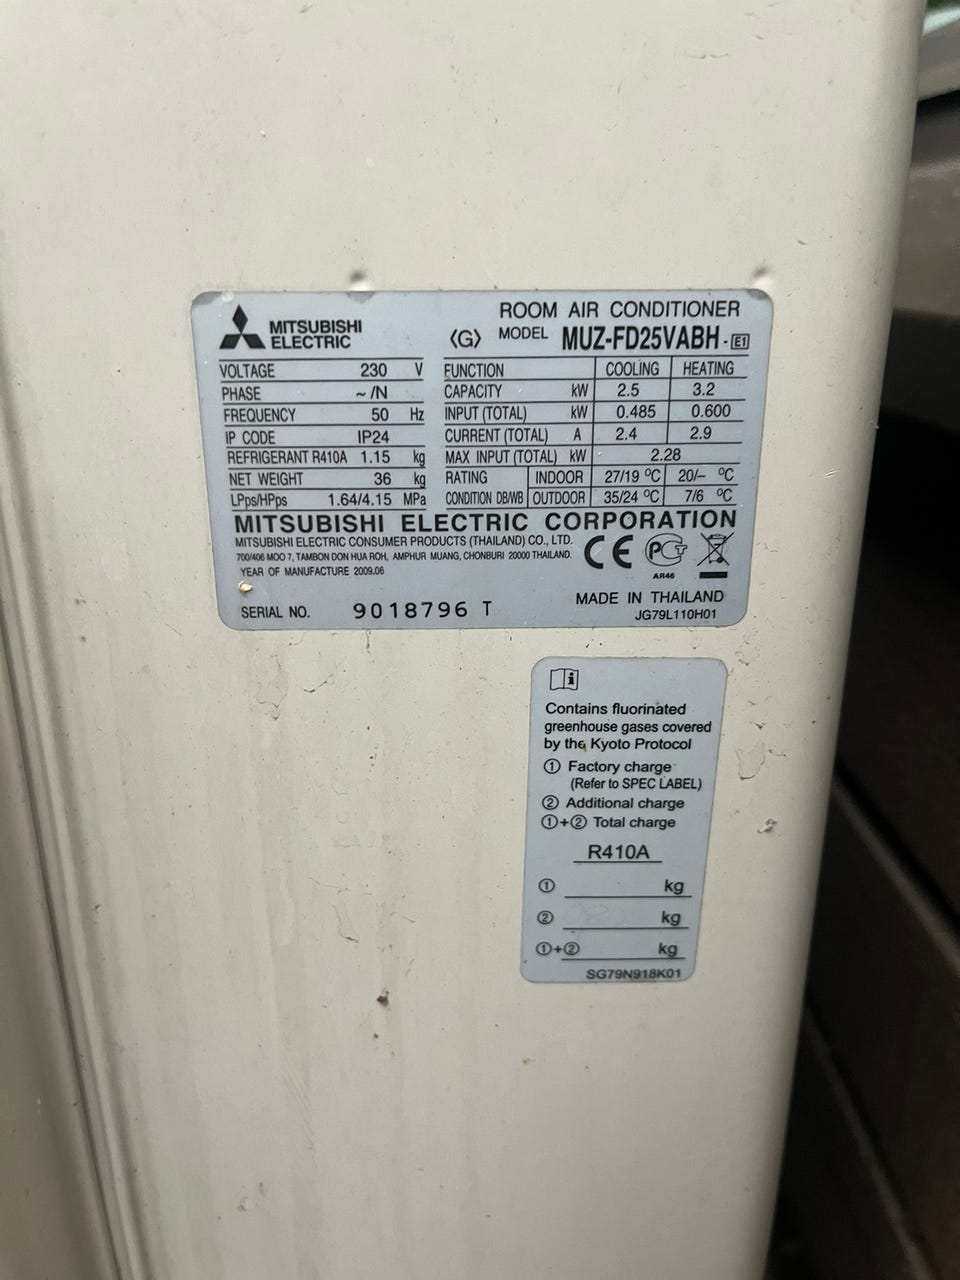 MITSUBISHI
ELECTRIC
ROOM AIR CONDITIONER
〈G〉 MODEL MUZ-FD25VABH - E1
VOLTAGE 230 V
PHASE ~ /N
FREQUENCY 50 Hz
IP CODE IP24
REFRIGERANT R410A 1.15 kg
NET WEIGHT 36 kg
LPps/HPps 1.64/4.15 MPa
FUNCTION COOLING HEATING
CAPACITY kW 2.5 3.2
INPUT (TOTAL) kW 0.485 0.600
CURRENT (TOTAL) A 2.4 2.9
MAX INPUT (TOTAL) kW 2.28
RATING INDOOR 27/19 °C 20/– °C
CONDITION DB/WB OUTDOOR 35/24 °C 7/6 °C
MITSUBISHI ELECTRIC CORPORATION
MITSUBISHI ELECTRIC CONSUMER PRODUCTS (THAILAND) CO., LTD.
700/406 MOO 7, TAMBON DON HUA ROH, AMPHUR MUANG, CHONBURI 20000 THAILAND.
YEAR OF MANUFACTURE 2009.06
CE
PCT
AЯ46
SERIAL NO. 9018796 T
MADE IN THAILAND
JG79L110H01
i
Contains fluorinated
greenhouse gases covered
by the Kyoto Protocol
① Factory charge
(Refer to SPEC LABEL)
② Additional charge
①+② Total charge
R410A
① kg
② kg
①+② kg
SG79N918K01